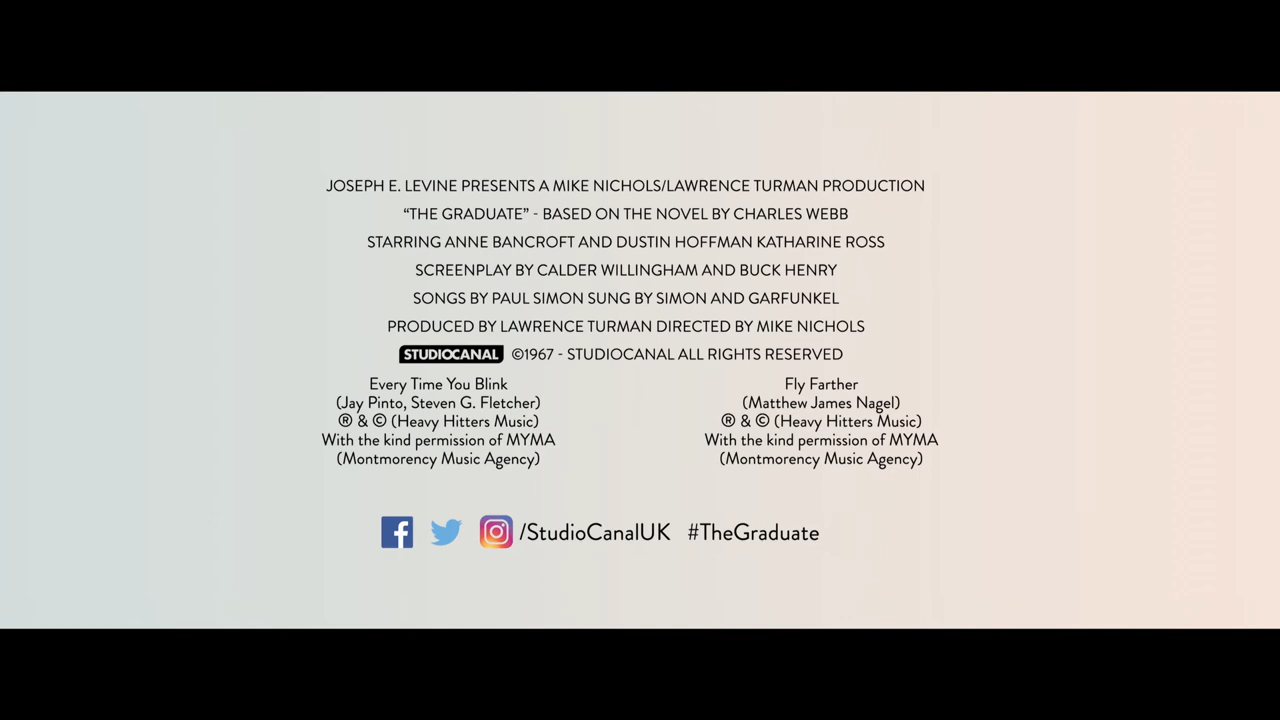 JOSEPH E. LEVINE PRESENTS A MIKE NICHOLS/LAWRENCE TURMAN PRODUCTION
“THE GRADUATE” - BASED ON THE NOVEL BY CHARLES WEBB
STARRING ANNE BANCROFT AND DUSTIN HOFFMAN KATHARINE ROSS
SCREENPLAY BY CALDER WILLINGHAM AND BUCK HENRY
SONGS BY PAUL SIMON SUNG BY SIMON AND GARFUNKEL
PRODUCED BY LAWRENCE TURMAN DIRECTED BY MIKE NICHOLS
STUDIOCANAL ©1967 - STUDIOCANAL ALL RIGHTS RESERVED
Every Time You Blink
(Jay Pinto, Steven G. Fletcher)
® & © (Heavy Hitters Music)
With the kind permission of MYMA
(Montmorency Music Agency)
Fly Farther
(Matthew James Nagel)
® & © (Heavy Hitters Music)
With the kind permission of MYMA
(Montmorency Music Agency)
/StudioCanalUK #TheGraduate